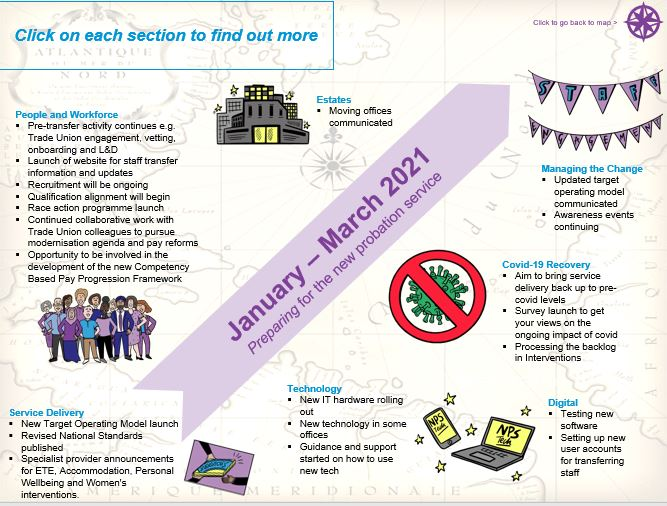 Click on each section to find out more
Click to go back to map >
STAFF
ENGAGEMENT
People and Workforce
▪ Pre-transfer activity continues e.g.
Trade Union engagement, vetting,
onboarding and L&D
▪ Launch of website for staff transfer
information and updates
▪ Recruitment will be ongoing
▪ Qualification alignment will begin
▪ Race action programme launch
▪ Continued collaborative work with
Trade Union colleagues to pursue
modernisation agenda and pay reforms
▪ Opportunity to be involved in the
development of the new Competency
Based Pay Progression Framework
Estates
▪ Moving offices
communicated
Managing the Change
▪ Updated target
operating model
communicated
▪ Awareness events
continuing
January – March 2021
Preparing for the new probation service
Covid-19 Recovery
▪ Aim to bring service
delivery back up to pre-
covid levels
▪ Survey launch to get
your views on the
ongoing impact of covid
▪ Processing the backlog
in Interventions
Service Delivery
▪ New Target Operating Model launch
▪ Revised National Standards
published
▪ Specialist provider announcements
for ETE, Accommodation, Personal
Wellbeing and Women's
interventions.
Technology
▪ New IT hardware rolling
out
▪ New technology in some
offices
▪ Guidance and support
started on how to use
new tech
NPS
Tech
NPS
Tech
Digital
▪ Testing new
software
▪ Setting up new
user accounts
for transferring
staff
ATLANTIQUE
NORD
MERIDIONALE